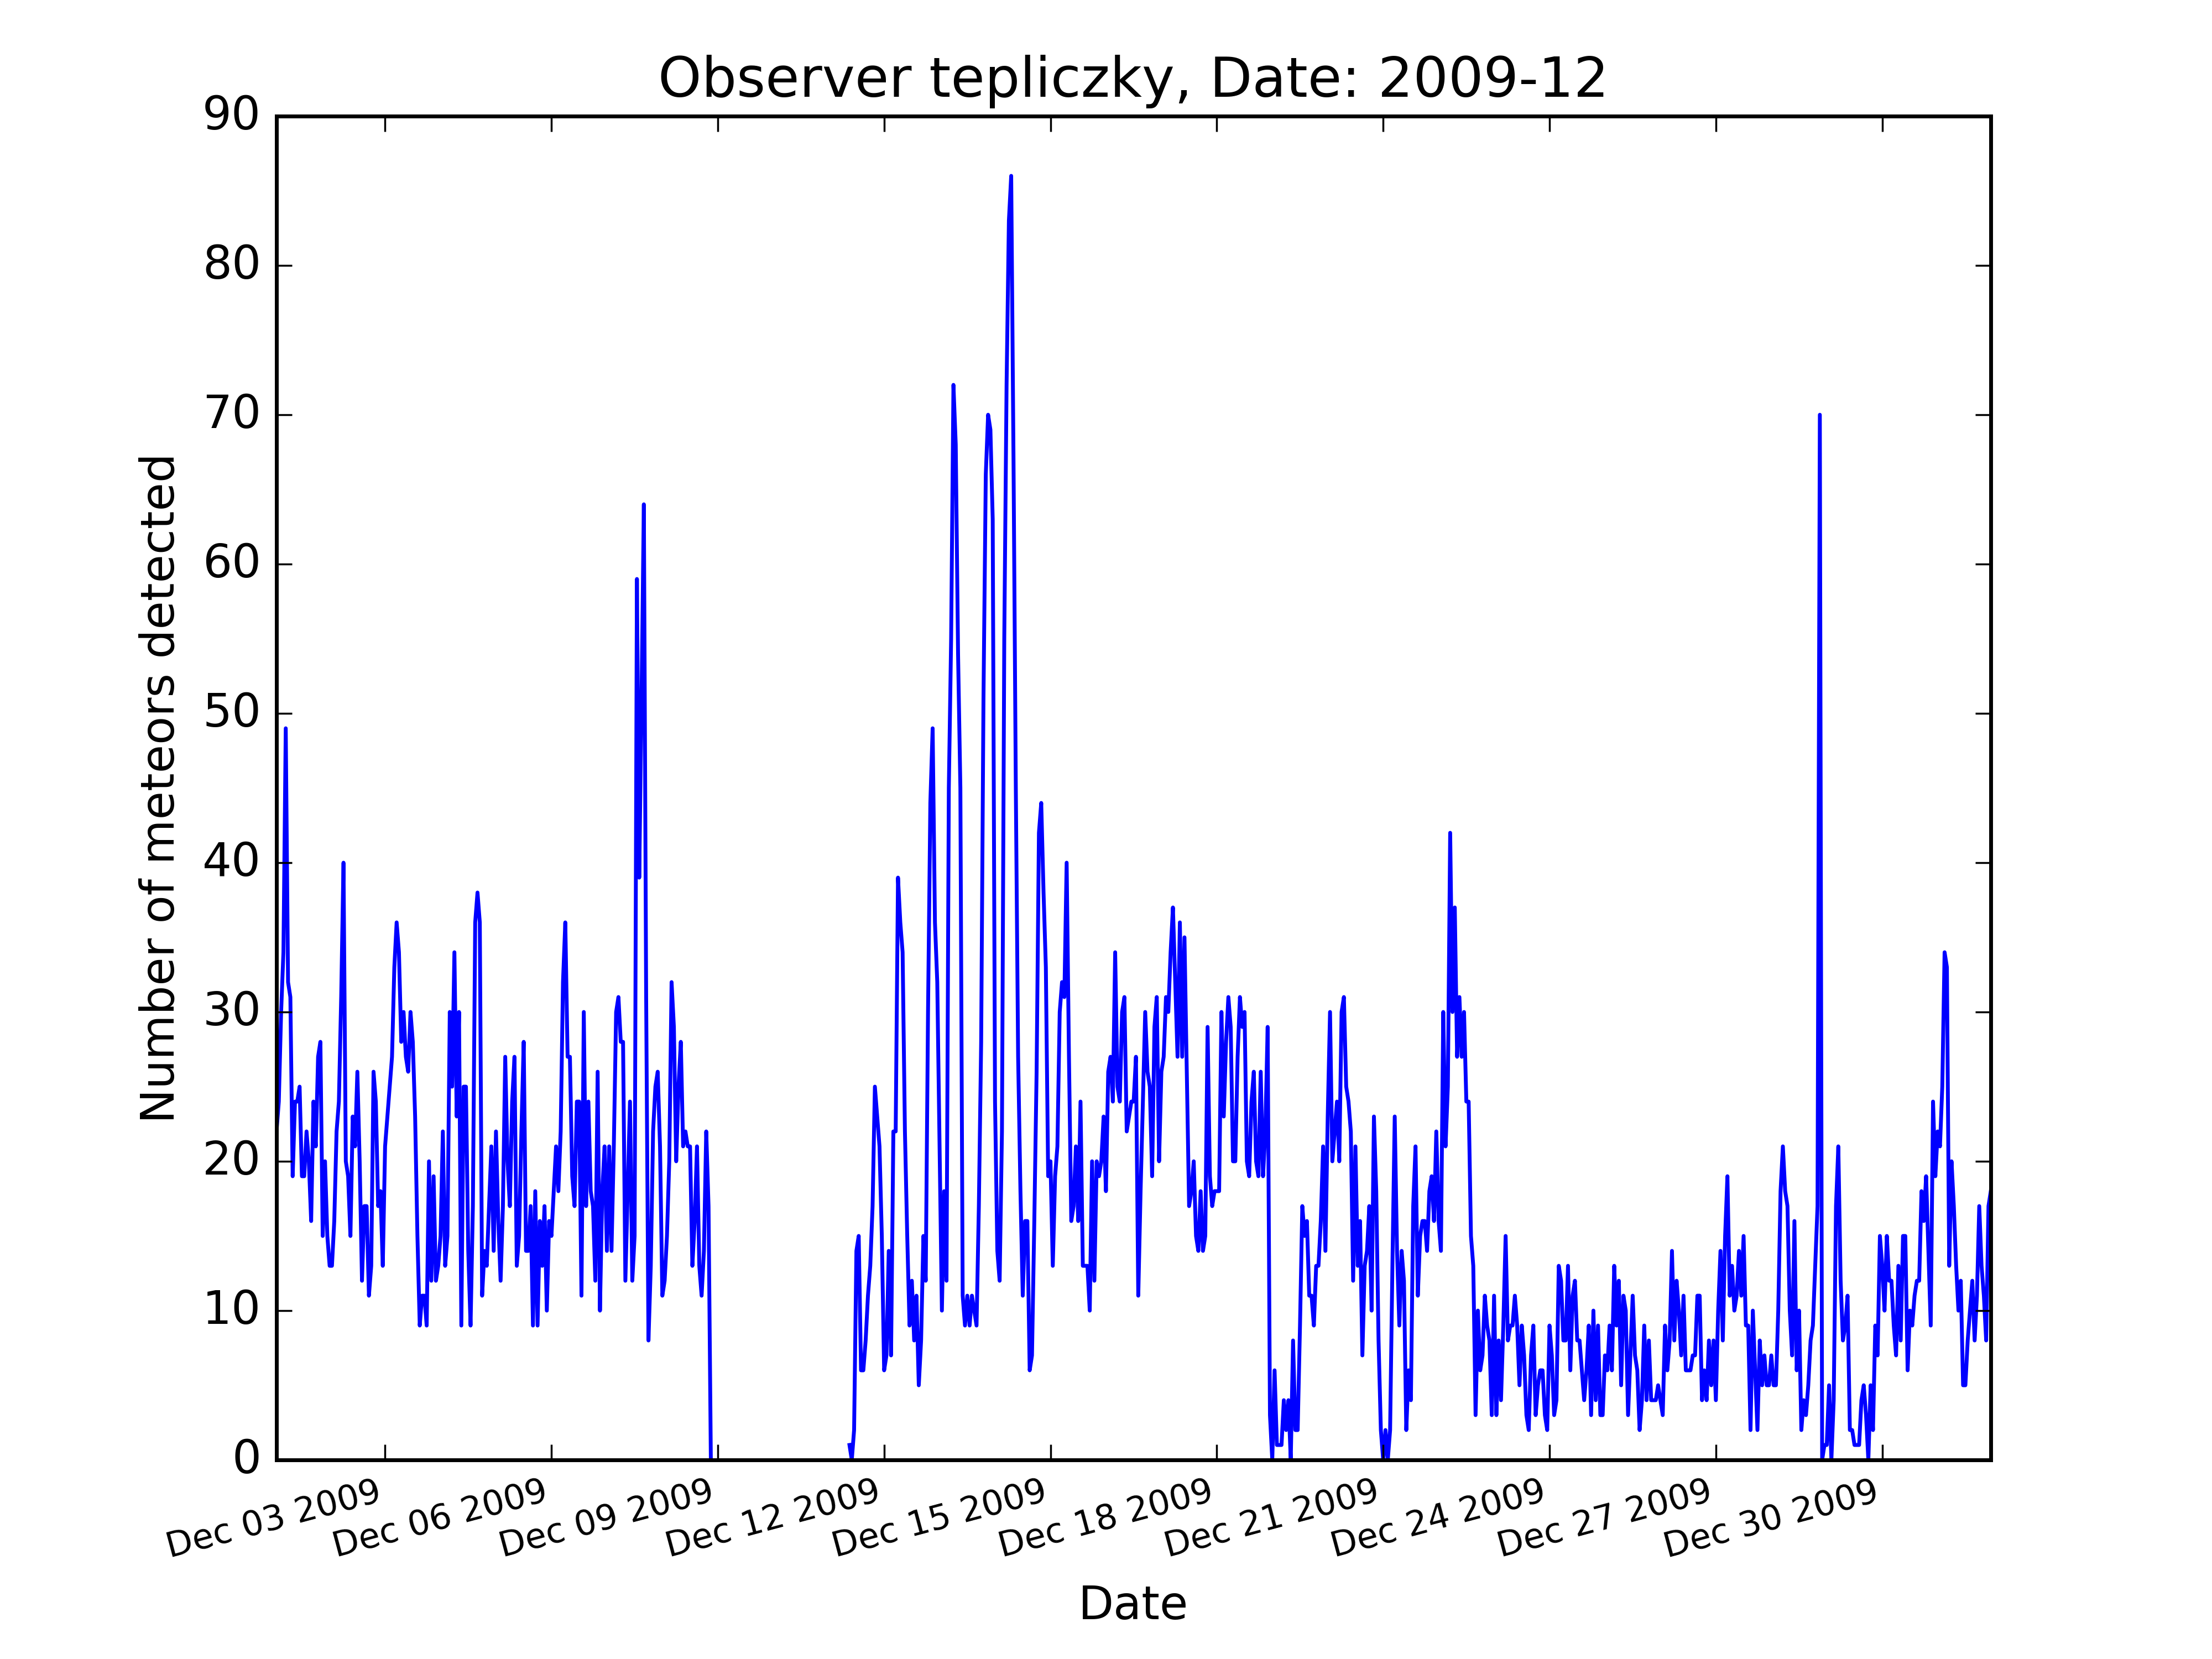 Observer tepliczky, Date: 2009-12
Number of meteors detected
90
80
70
60
50
40
30
20
10
0
Dec 03 2009
Dec 06 2009
Dec 09 2009
Dec 12 2009
Dec 15 2009
Dec 18 2009
Dec 21 2009
Dec 24 2009
Dec 27 2009
Dec 30 2009
Date